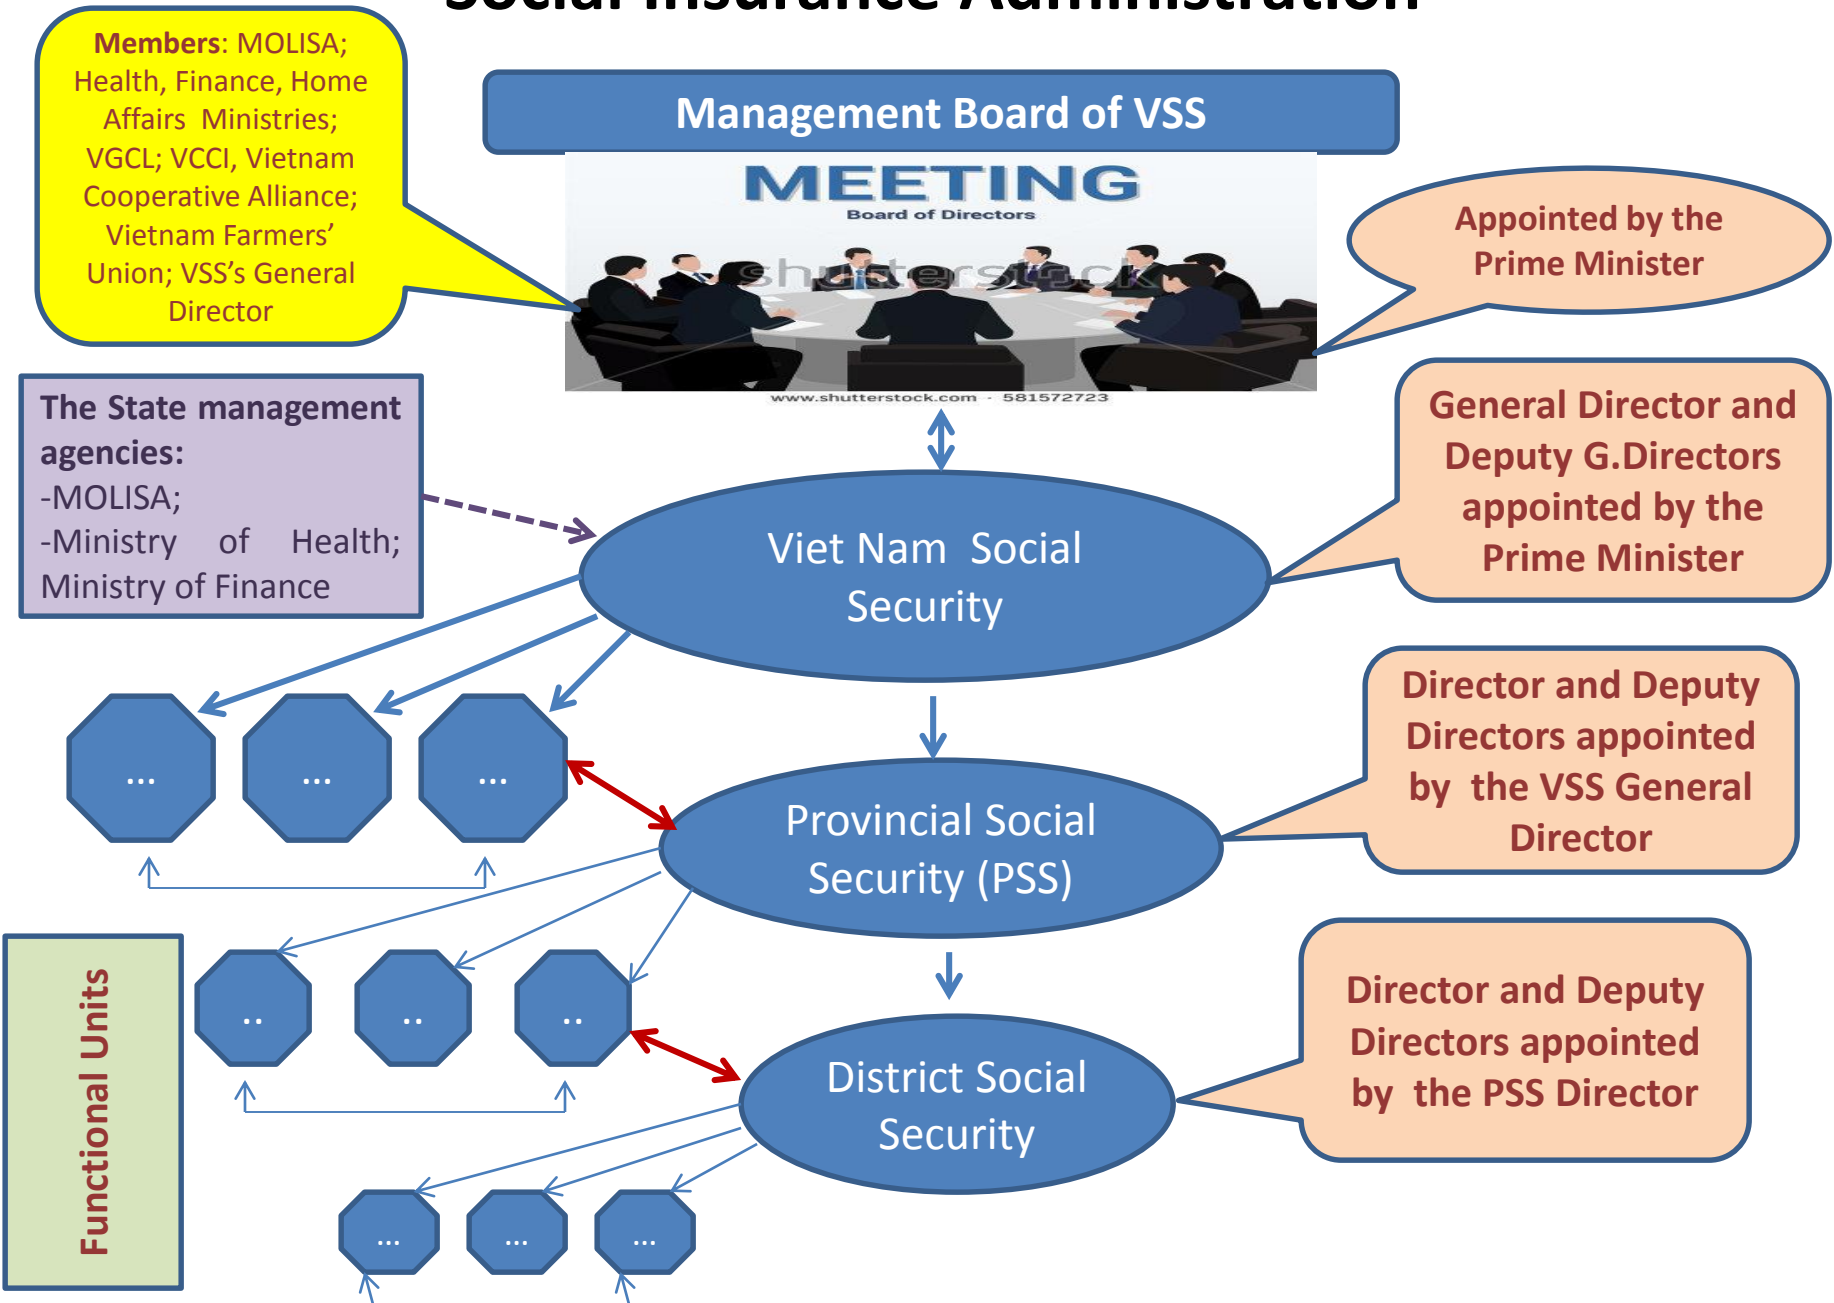 Social Insurance Administration
Members: MOLISA;
Health, Finance, Home
Affairs Ministries;
VGCL; VCCI, Vietnam
Cooperative Alliance;
Vietnam Farmers’
Union; VSS’s General
Director
Management Board of VSS
MEETING
Board of Directors
shutterstock
www.shutterstock.com · 581572723
Appointed by the
Prime Minister
The State management
agencies:
-MOLISA;
-Ministry of Health;
Ministry of Finance
General Director and
Deputy G.Directors
appointed by the
Prime Minister
Viet Nam Social
Security
Director and Deputy
Directors appointed
by the VSS General
Director
... ... ...
Provincial Social
Security (PSS)
Functional Units
.. .. ..
Director and Deputy
Directors appointed
by the PSS Director
District Social
Security
... ... ...